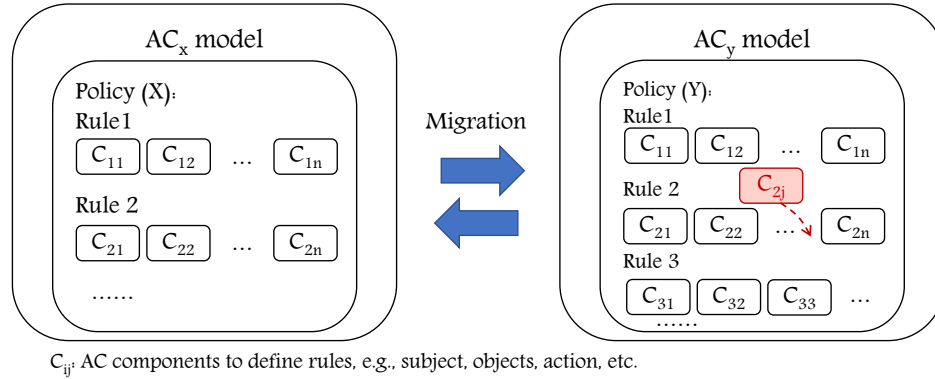 ACx model
Policy (X):
Rule1
C11 C12 ... C1n
Rule 2
C21 C22 ... C2n
......
Migration
ACy model
Policy (Y):
Rule1
C11 C12 ... C1n
C2j
Rule 2
C21 C22 ... C2n
Rule 3
C31 C32 C33 ...
......
Cij: AC components to define rules, e.g., subject, objects, action, etc.